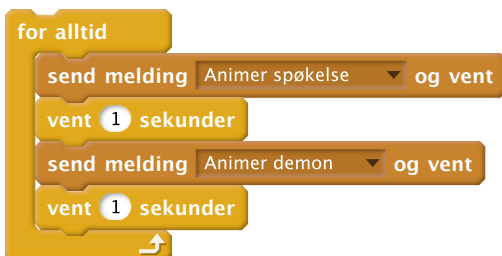 for alltid
send melding Animer spøkelse og vent
vent 1 sekunder
send melding Animer demon og vent
vent 1 sekunder